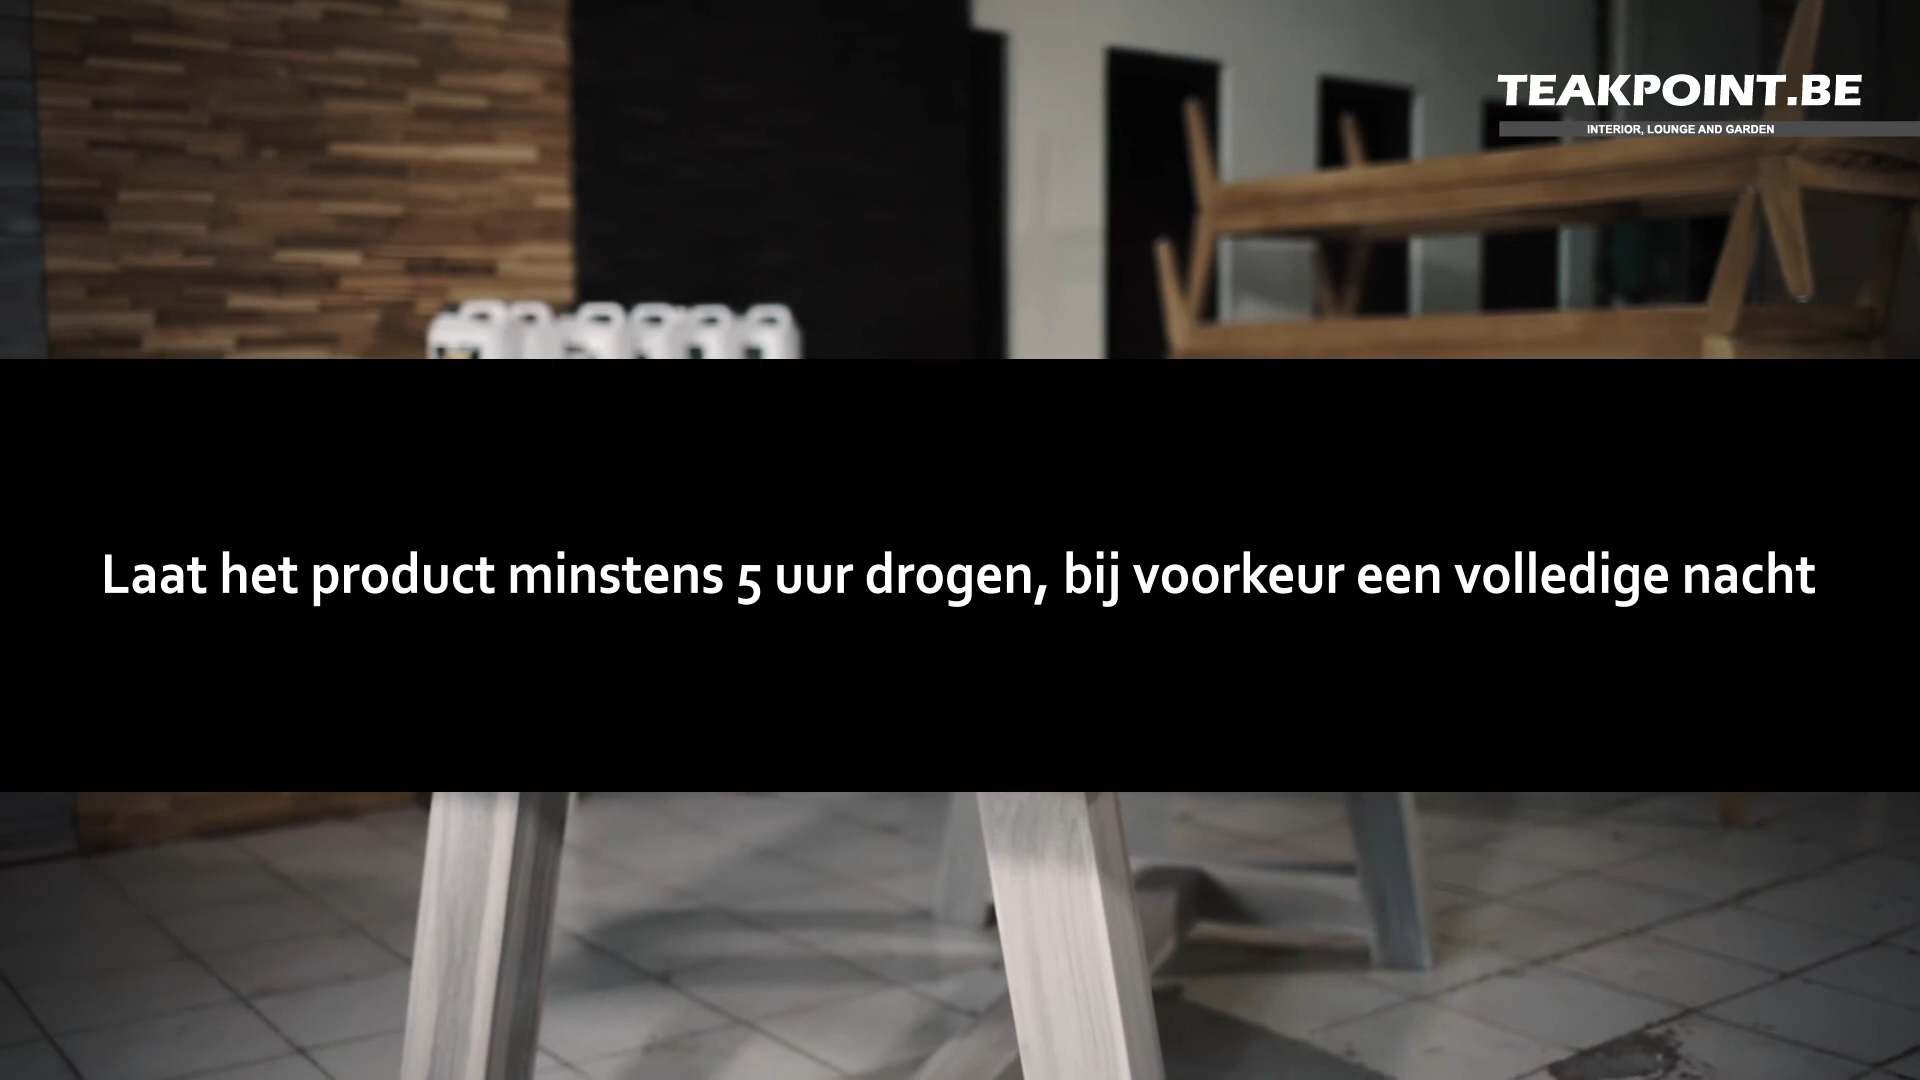 TEAKPOINT.BE
INTERIOR, LOUNGE AND GARDEN
Laat het product minstens 5 uur drogen, bij voorkeur een volledige nacht